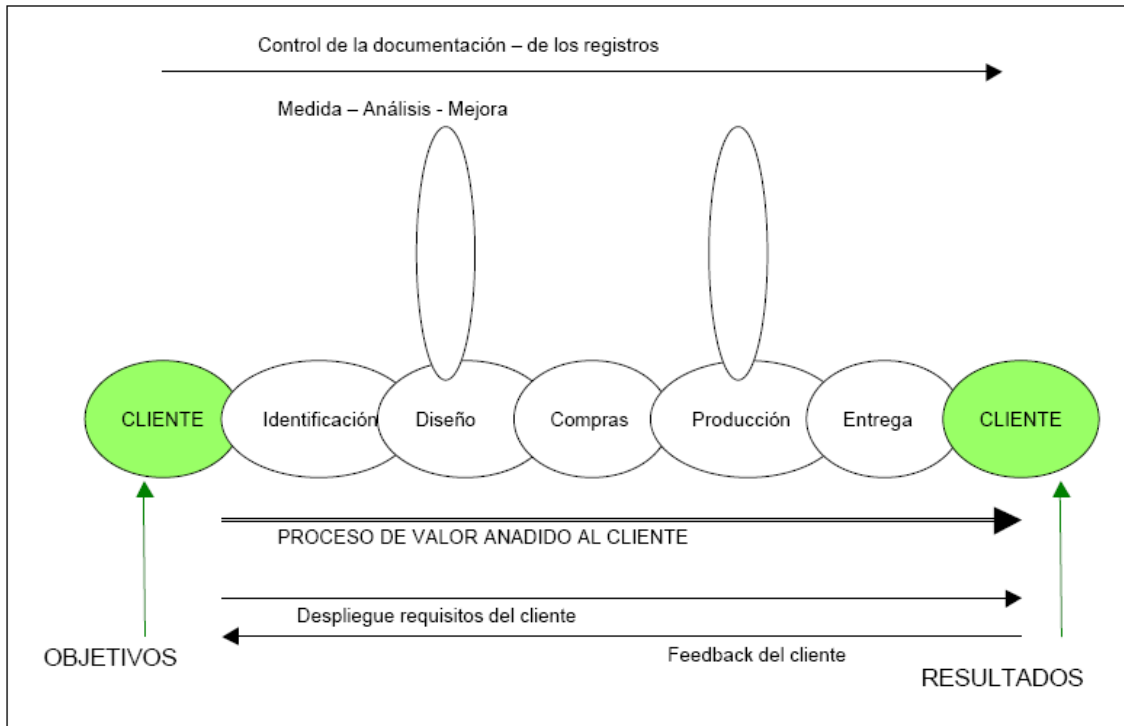 Control de la documentación – de los registros
Medida – Análisis - Mejora
CLIENTE
Identificación
Diseño
Compras
Producción
Entrega
CLIENTE
PROCESO DE VALOR ANADIDO AL CLIENTE
Despliegue requisitos del cliente
OBJETIVOS
Feedback del cliente
RESULTADOS